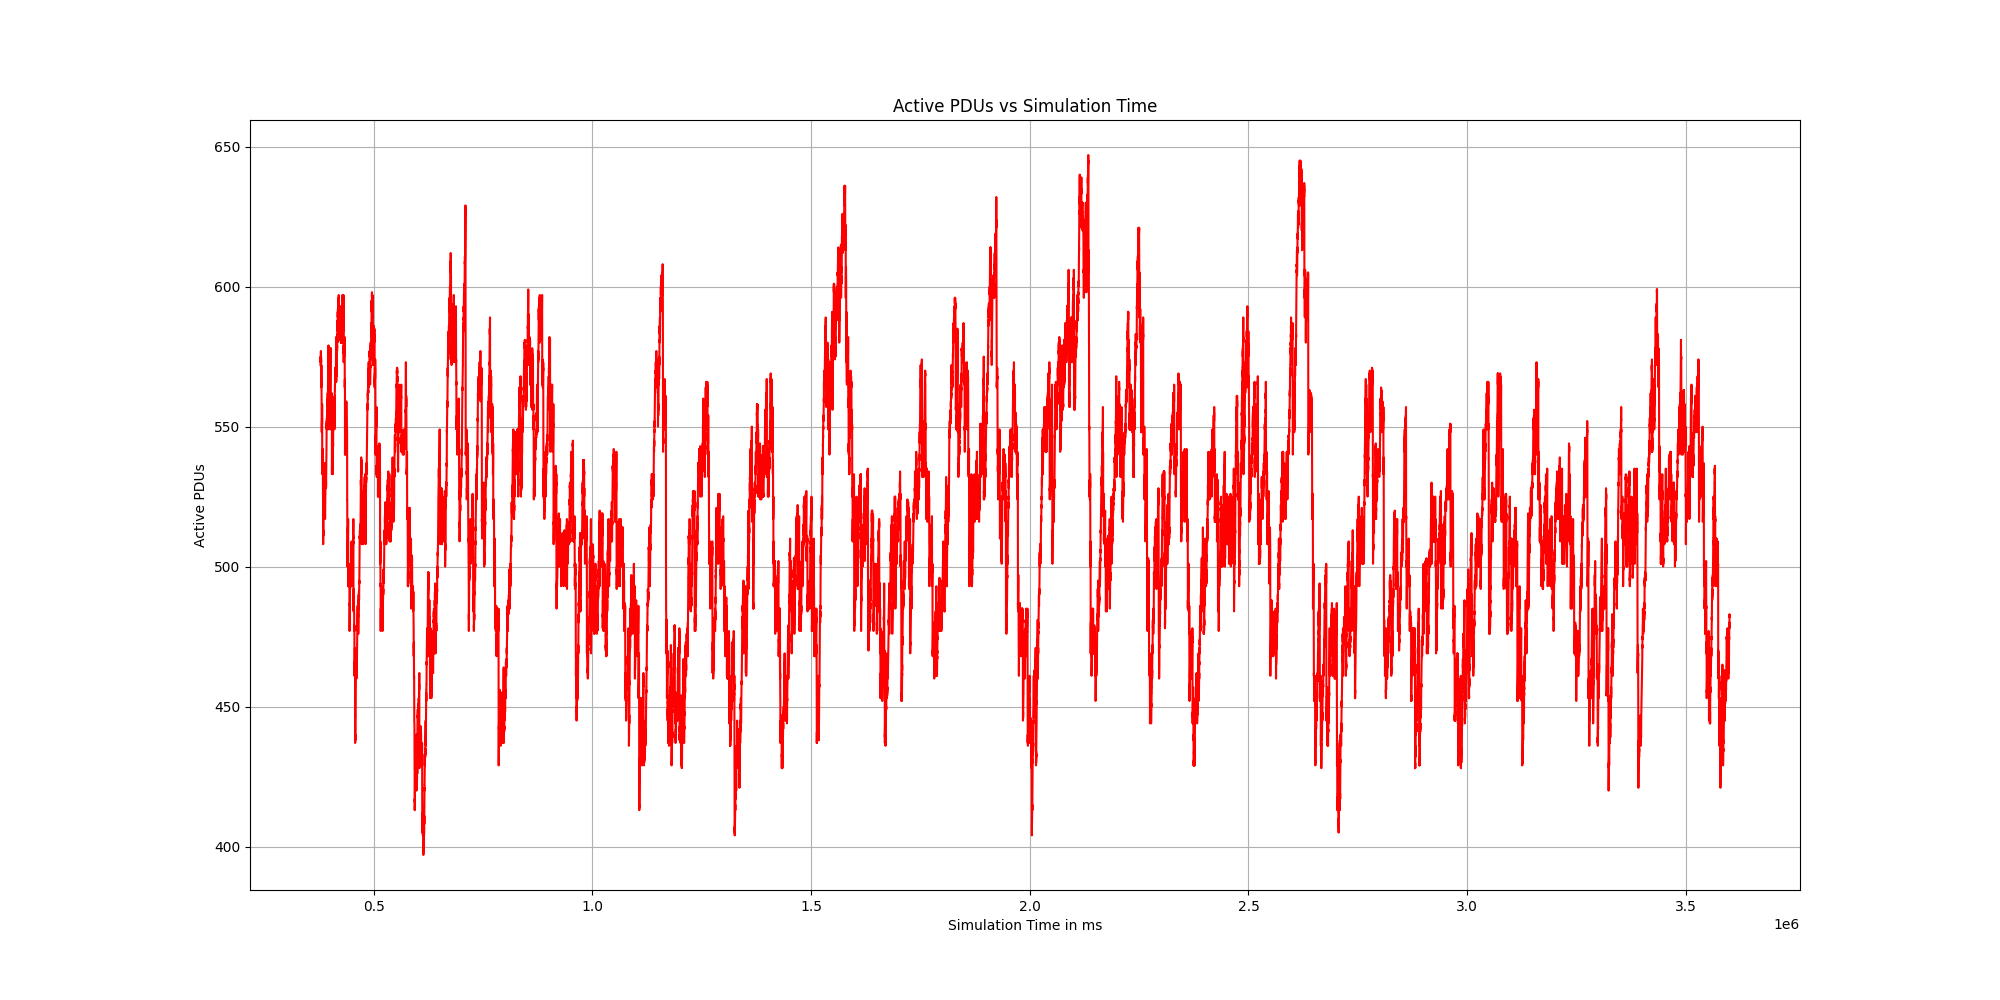 Active PDUs vs Simulation Time
650
600
550
500
450
400
Active PDUs
0.5 1.0 1.5 2.0 2.5 3.0 3.5
1e6
Simulation Time in ms